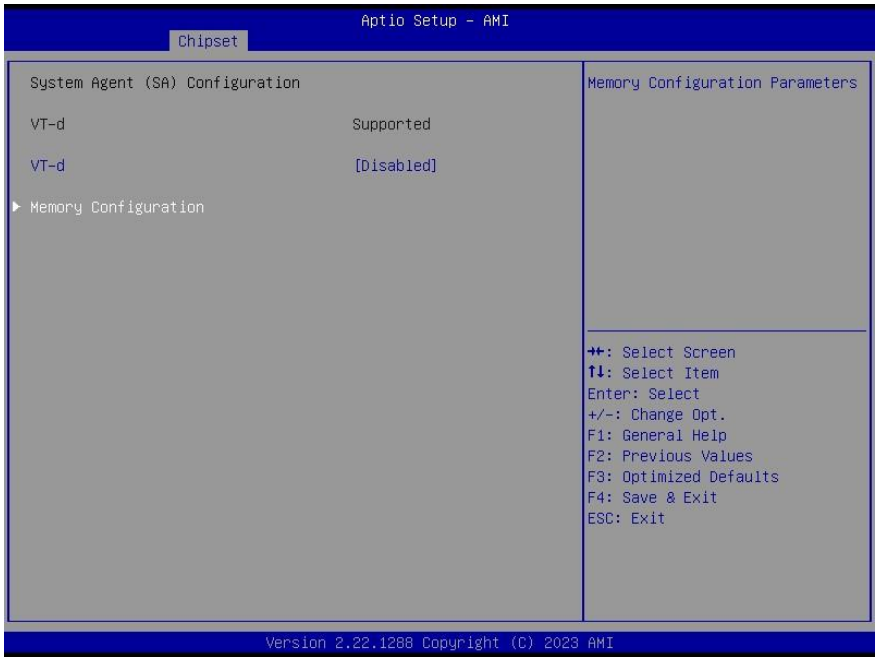 Aptio Setup – AMI
Chipset
System Agent (SA) Configuration
VT-d Supported
VT-d [Disabled]
▶ Memory Configuration
Memory Configuration Parameters
→←: Select Screen
↑↓: Select Item
Enter: Select
+/-: Change Opt.
F1: General Help
F2: Previous Values
F3: Optimized Defaults
F4: Save & Exit
ESC: Exit
Version 2.22.1288 Copyright (C) 2023 AMI